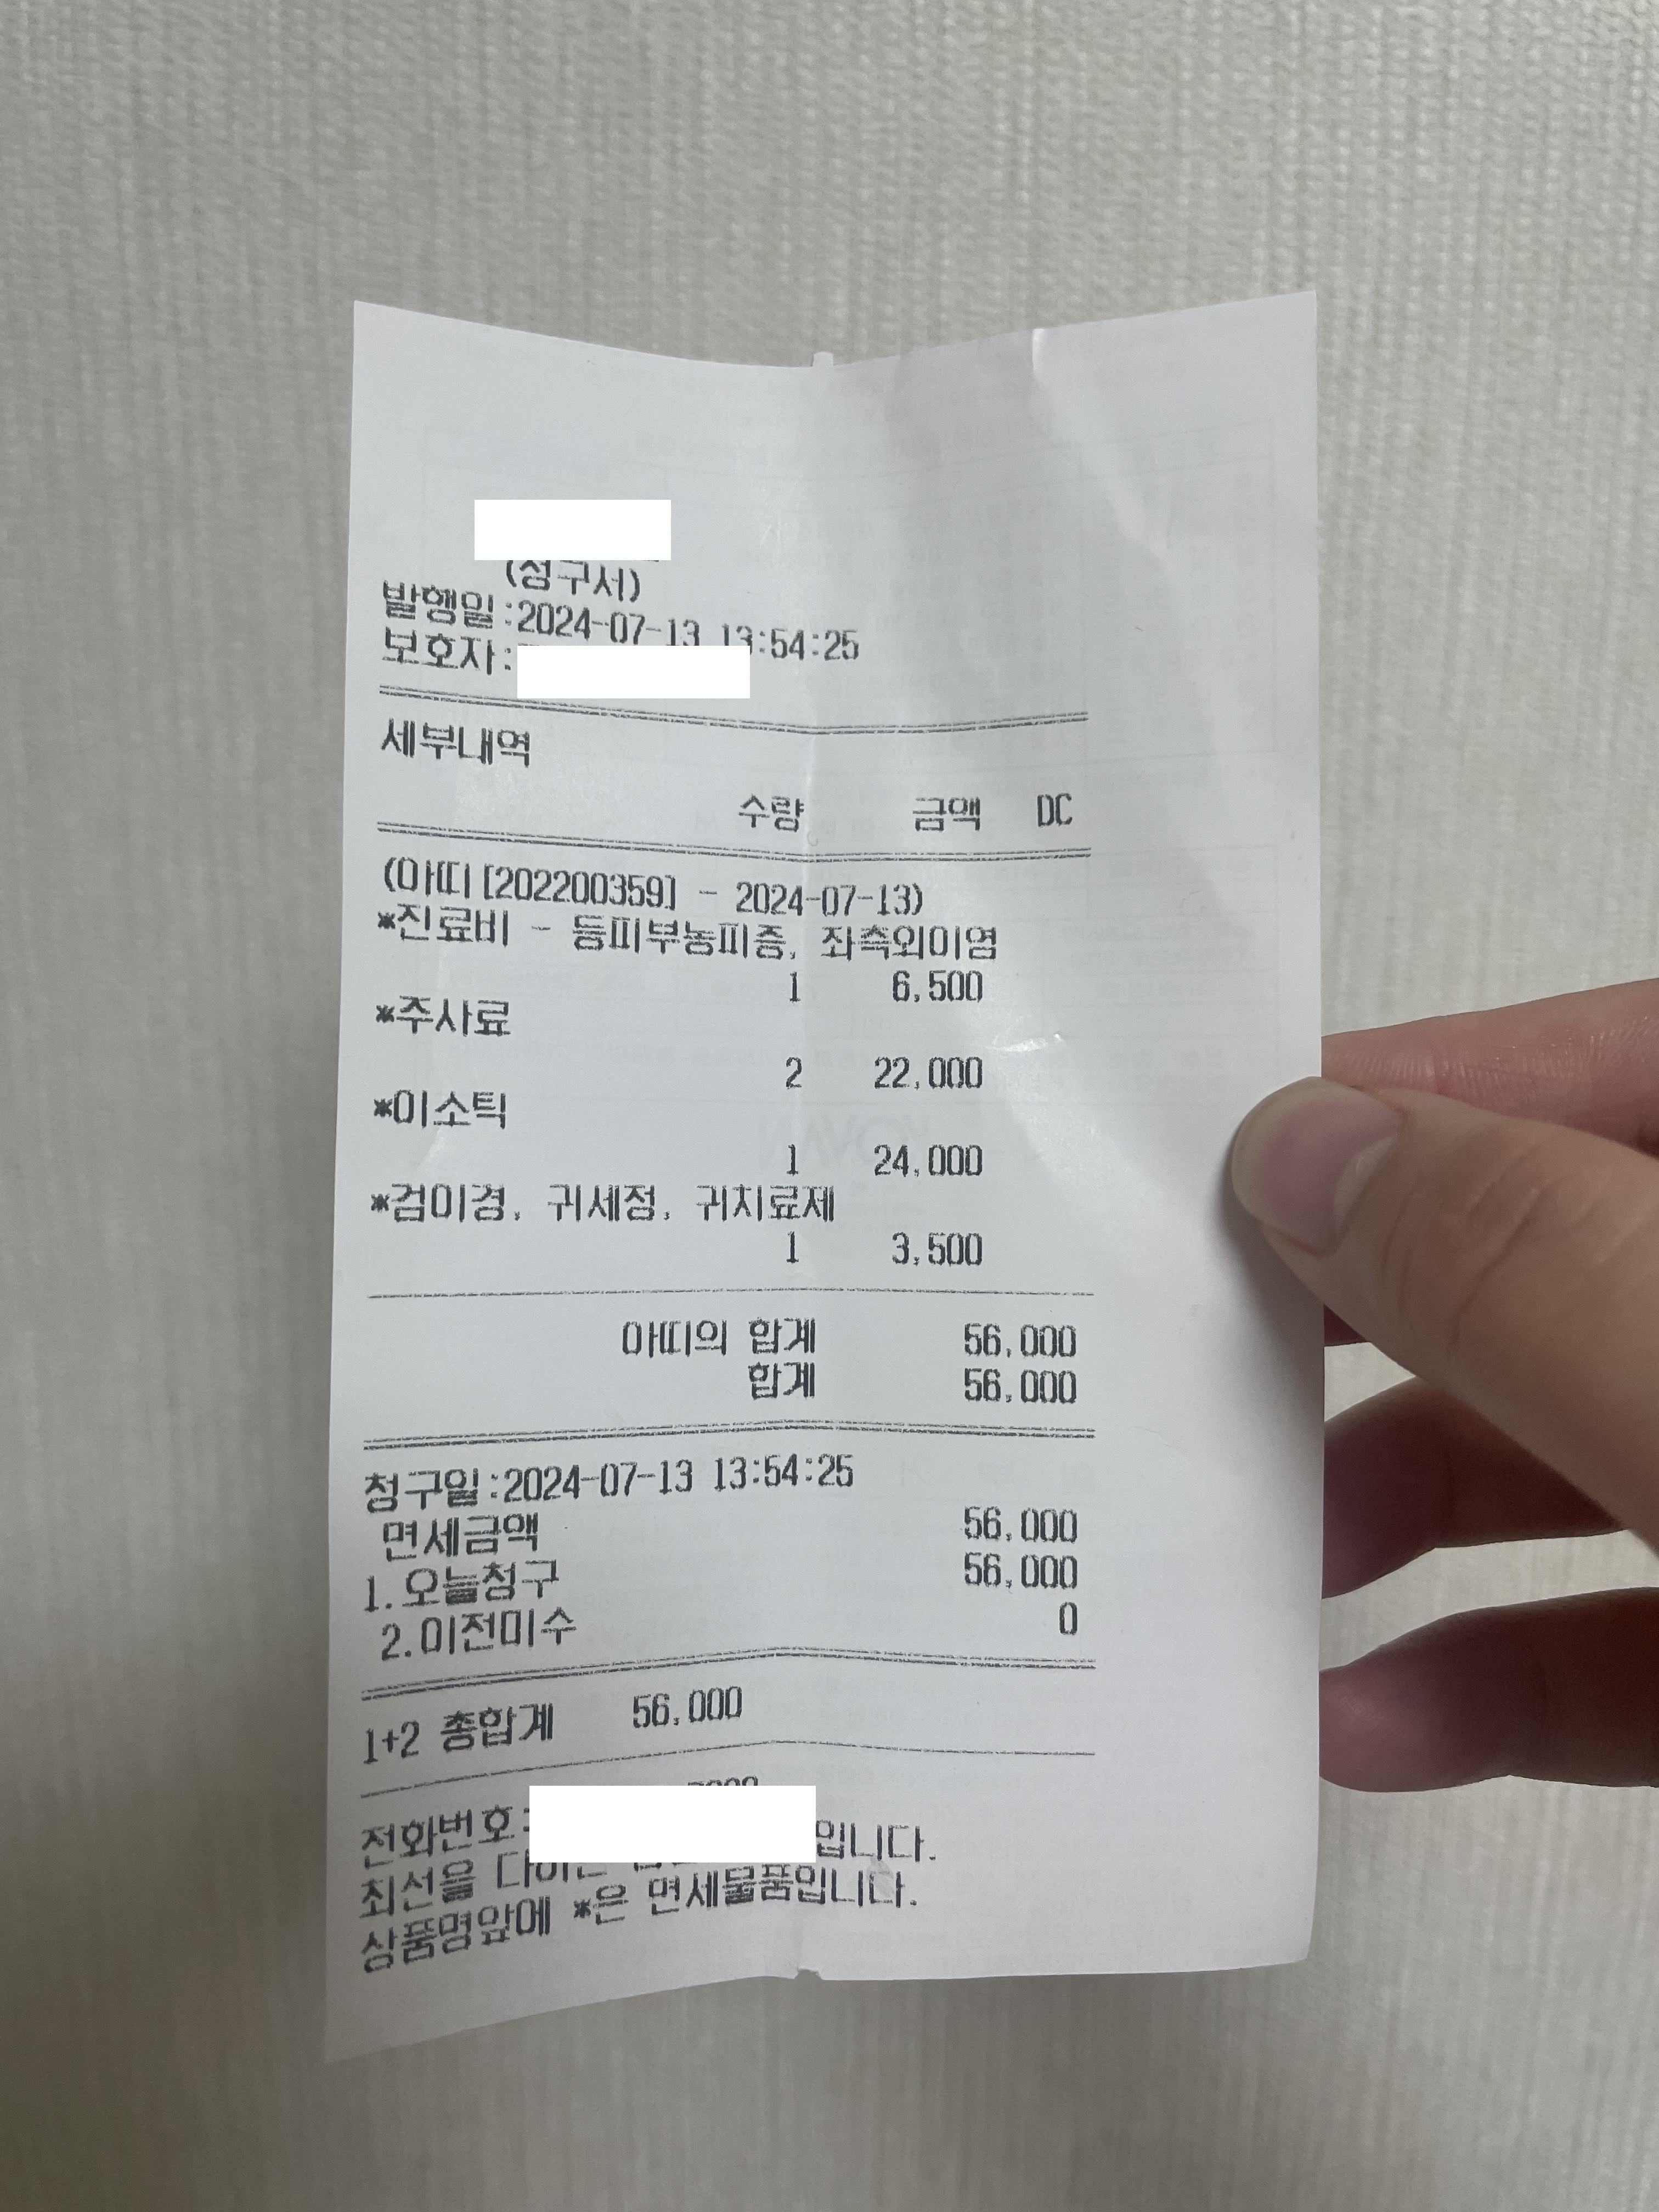 (청구서)
발행일:2024-07-13 13:54:25
보호자:
세부내역
수량 금액 DC
(아띠[202200359] - 2024-07-13)
*진료비 - 등피부농피증, 좌측외이염
1 6,500
*주사료
2 22,000
*이소틱
1 24,000
*검이경, 귀세정, 귀치료제
1 3,500
아띠의 합계 56,000
합계 56,000
청구일:2024-07-13 13:54:25
면세금액 56,000
1.오늘청구 56,000
2.이전미수 0
1+2 총합계 56,000
전화번호:
최선을 입니다.
상품명앞에 *은 면세물품입니다.